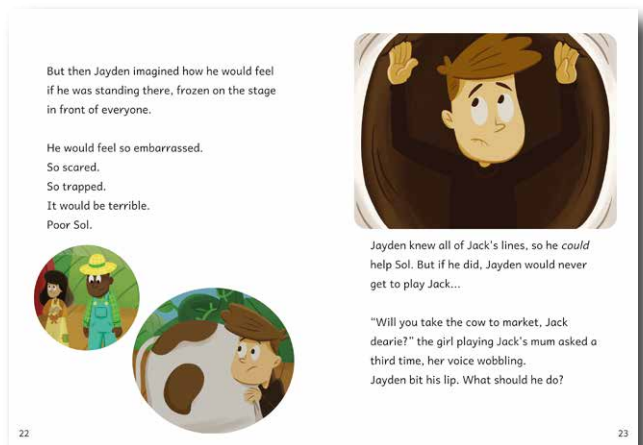 But then Jayden imagined how he would feel
if he was standing there, frozen on the stage
in front of everyone.
He would feel so embarrassed.
So scared.
So trapped.
It would be terrible.
Poor Sol.
22
Jayden knew all of Jack's lines, so he could
help Sol. But if he did, Jayden would never
get to play Jack...
“Will you take the cow to market, Jack
dearie?” the girl playing Jack's mum asked a
third time, her voice wobbling.
Jayden bit his lip. What should he do?
23